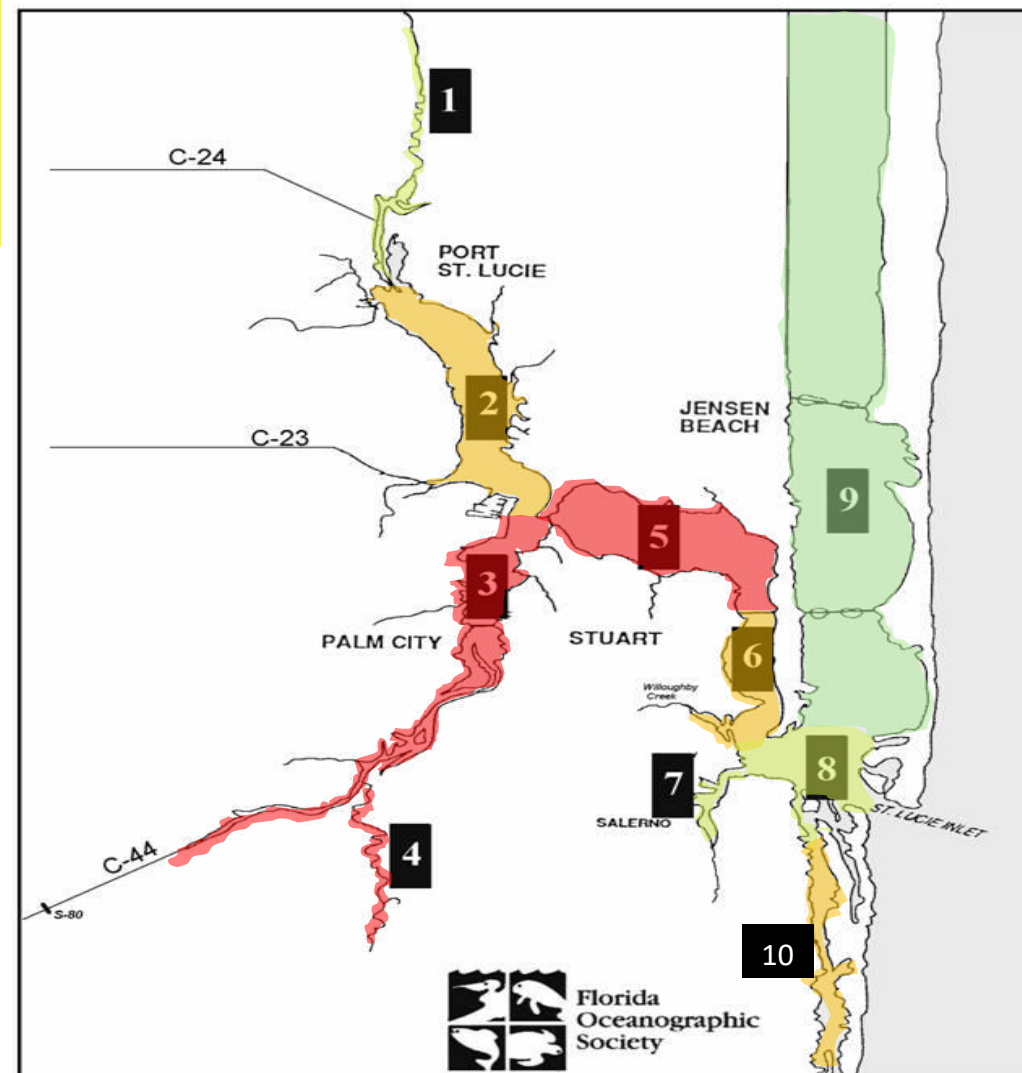 1
C-24
PORT
ST. LUCIE
2
JENSEN
BEACH
C-23
9
5
3
PALM CITY
STUART
6
Willoughby
Creek
7
8
SALERNO
ST. LUCIE INLET
C-44
4
S-80
10
Florida
Oceanographic
Society